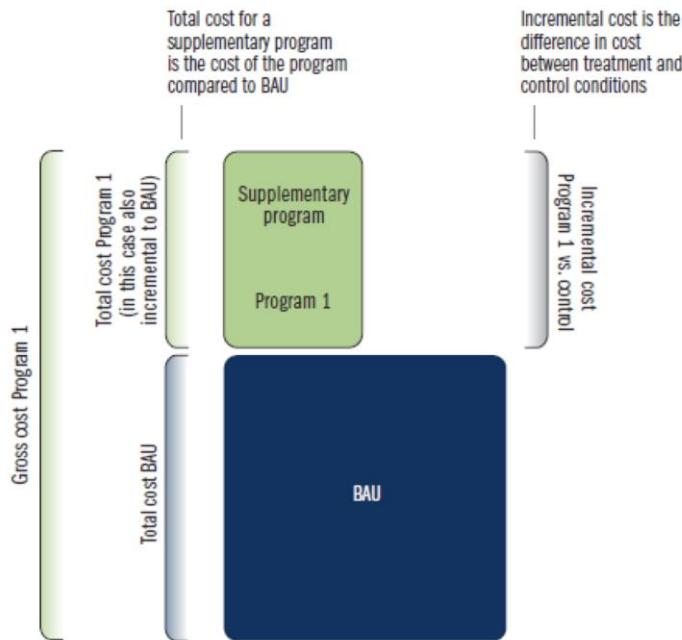 Total cost for a
supplementary program
is the cost of the program
compared to BAU
Incremental cost is the
difference in cost
between treatment and
control conditions
Gross cost Program 1
Total cost Program 1
(in this case also
incremental to BAU)
Supplementary
program
Program 1
Incremental cost
Program 1 vs. control
Total cost BAU
BAU